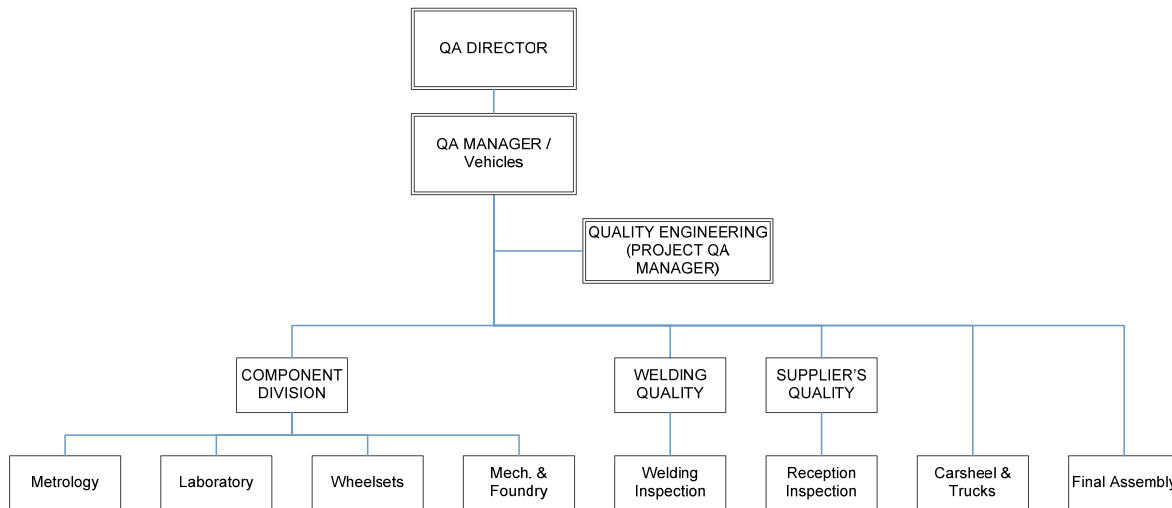 QA DIRECTOR
QA MANAGER /
Vehicles
QUALITY ENGINEERING
(PROJECT QA
MANAGER)
COMPONENT
DIVISION
WELDING
QUALITY
SUPPLIER'S
QUALITY
Metrology
Laboratory
Wheelsets
Mech. &
Foundry
Welding
Inspection
Reception
Inspection
Carsheel &
Trucks
Final Assembly